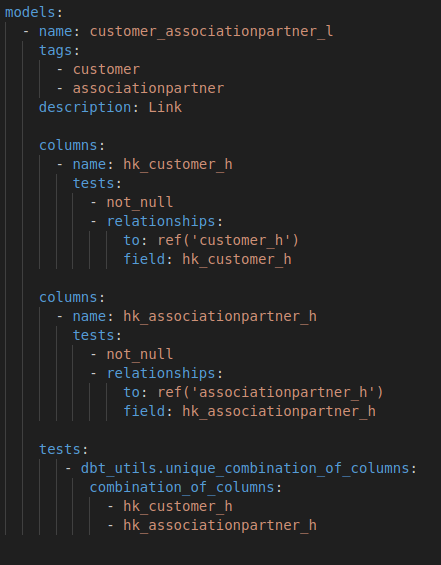 models:
  - name: customer_associationpartner_l
    tags:
      - customer
      - associationpartner
    description: Link

    columns:
      - name: hk_customer_h
        tests:
          - not_null
          - relationships:
              to: ref('customer_h')
              field: hk_customer_h

    columns:
      - name: hk_associationpartner_h
        tests:
          - not_null
          - relationships:
              to: ref('associationpartner_h')
              field: hk_associationpartner_h

    tests:
       - dbt_utils.unique_combination_of_columns:
          combination_of_columns:
            - hk_customer_h
            - hk_associationpartner_h